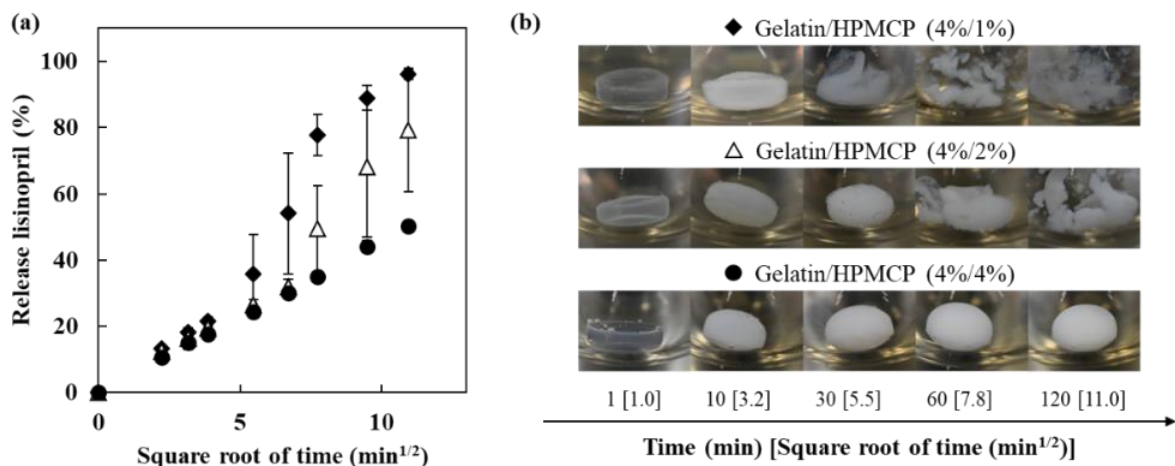 (a)
100
80
60
40
20
0
Release lisinopril (%)
0 5 10
Square root of time (min1/2)
(b)
Gelatin/HPMCP (4%/1%)
Gelatin/HPMCP (4%/2%)
Gelatin/HPMCP (4%/4%)
1 [1.0] 10 [3.2] 30 [5.5] 60 [7.8] 120 [11.0]
Time (min) [Square root of time (min1/2)]